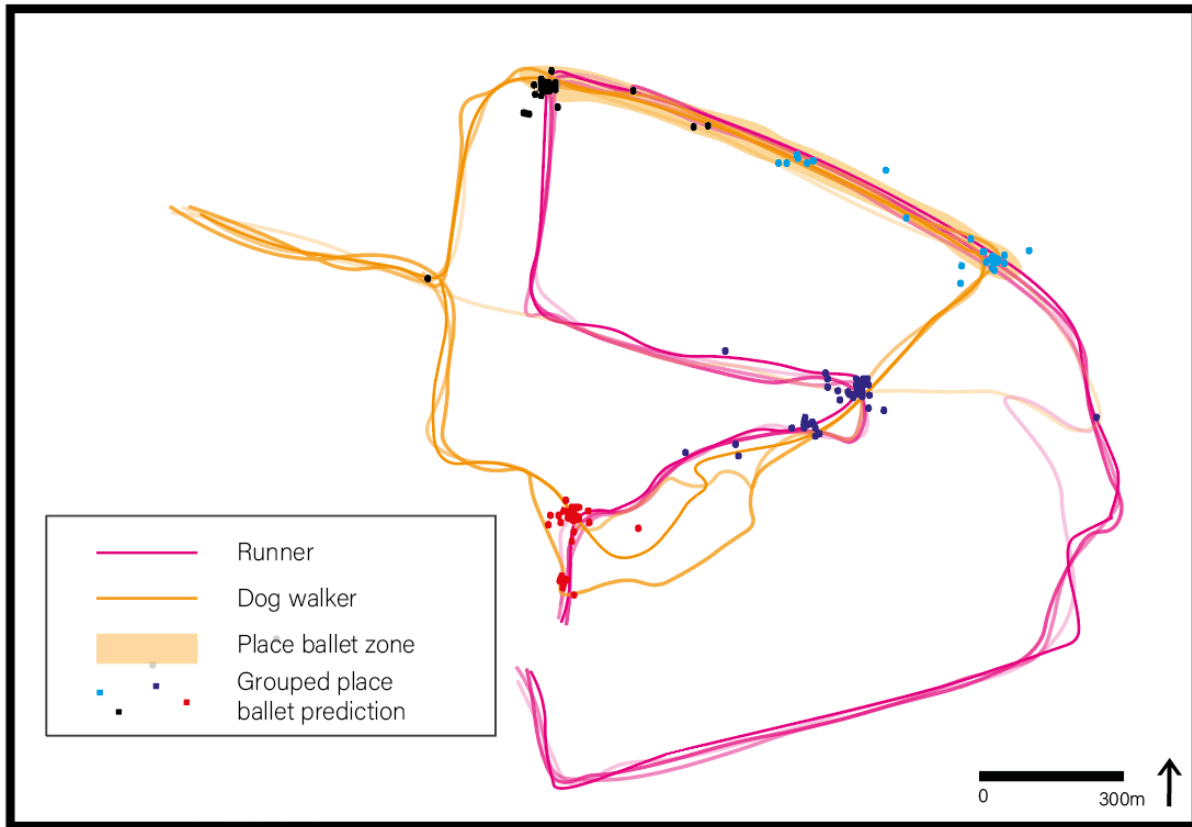 Runner
Dog walker
Place ballet zone
Grouped place
ballet prediction
0 300m